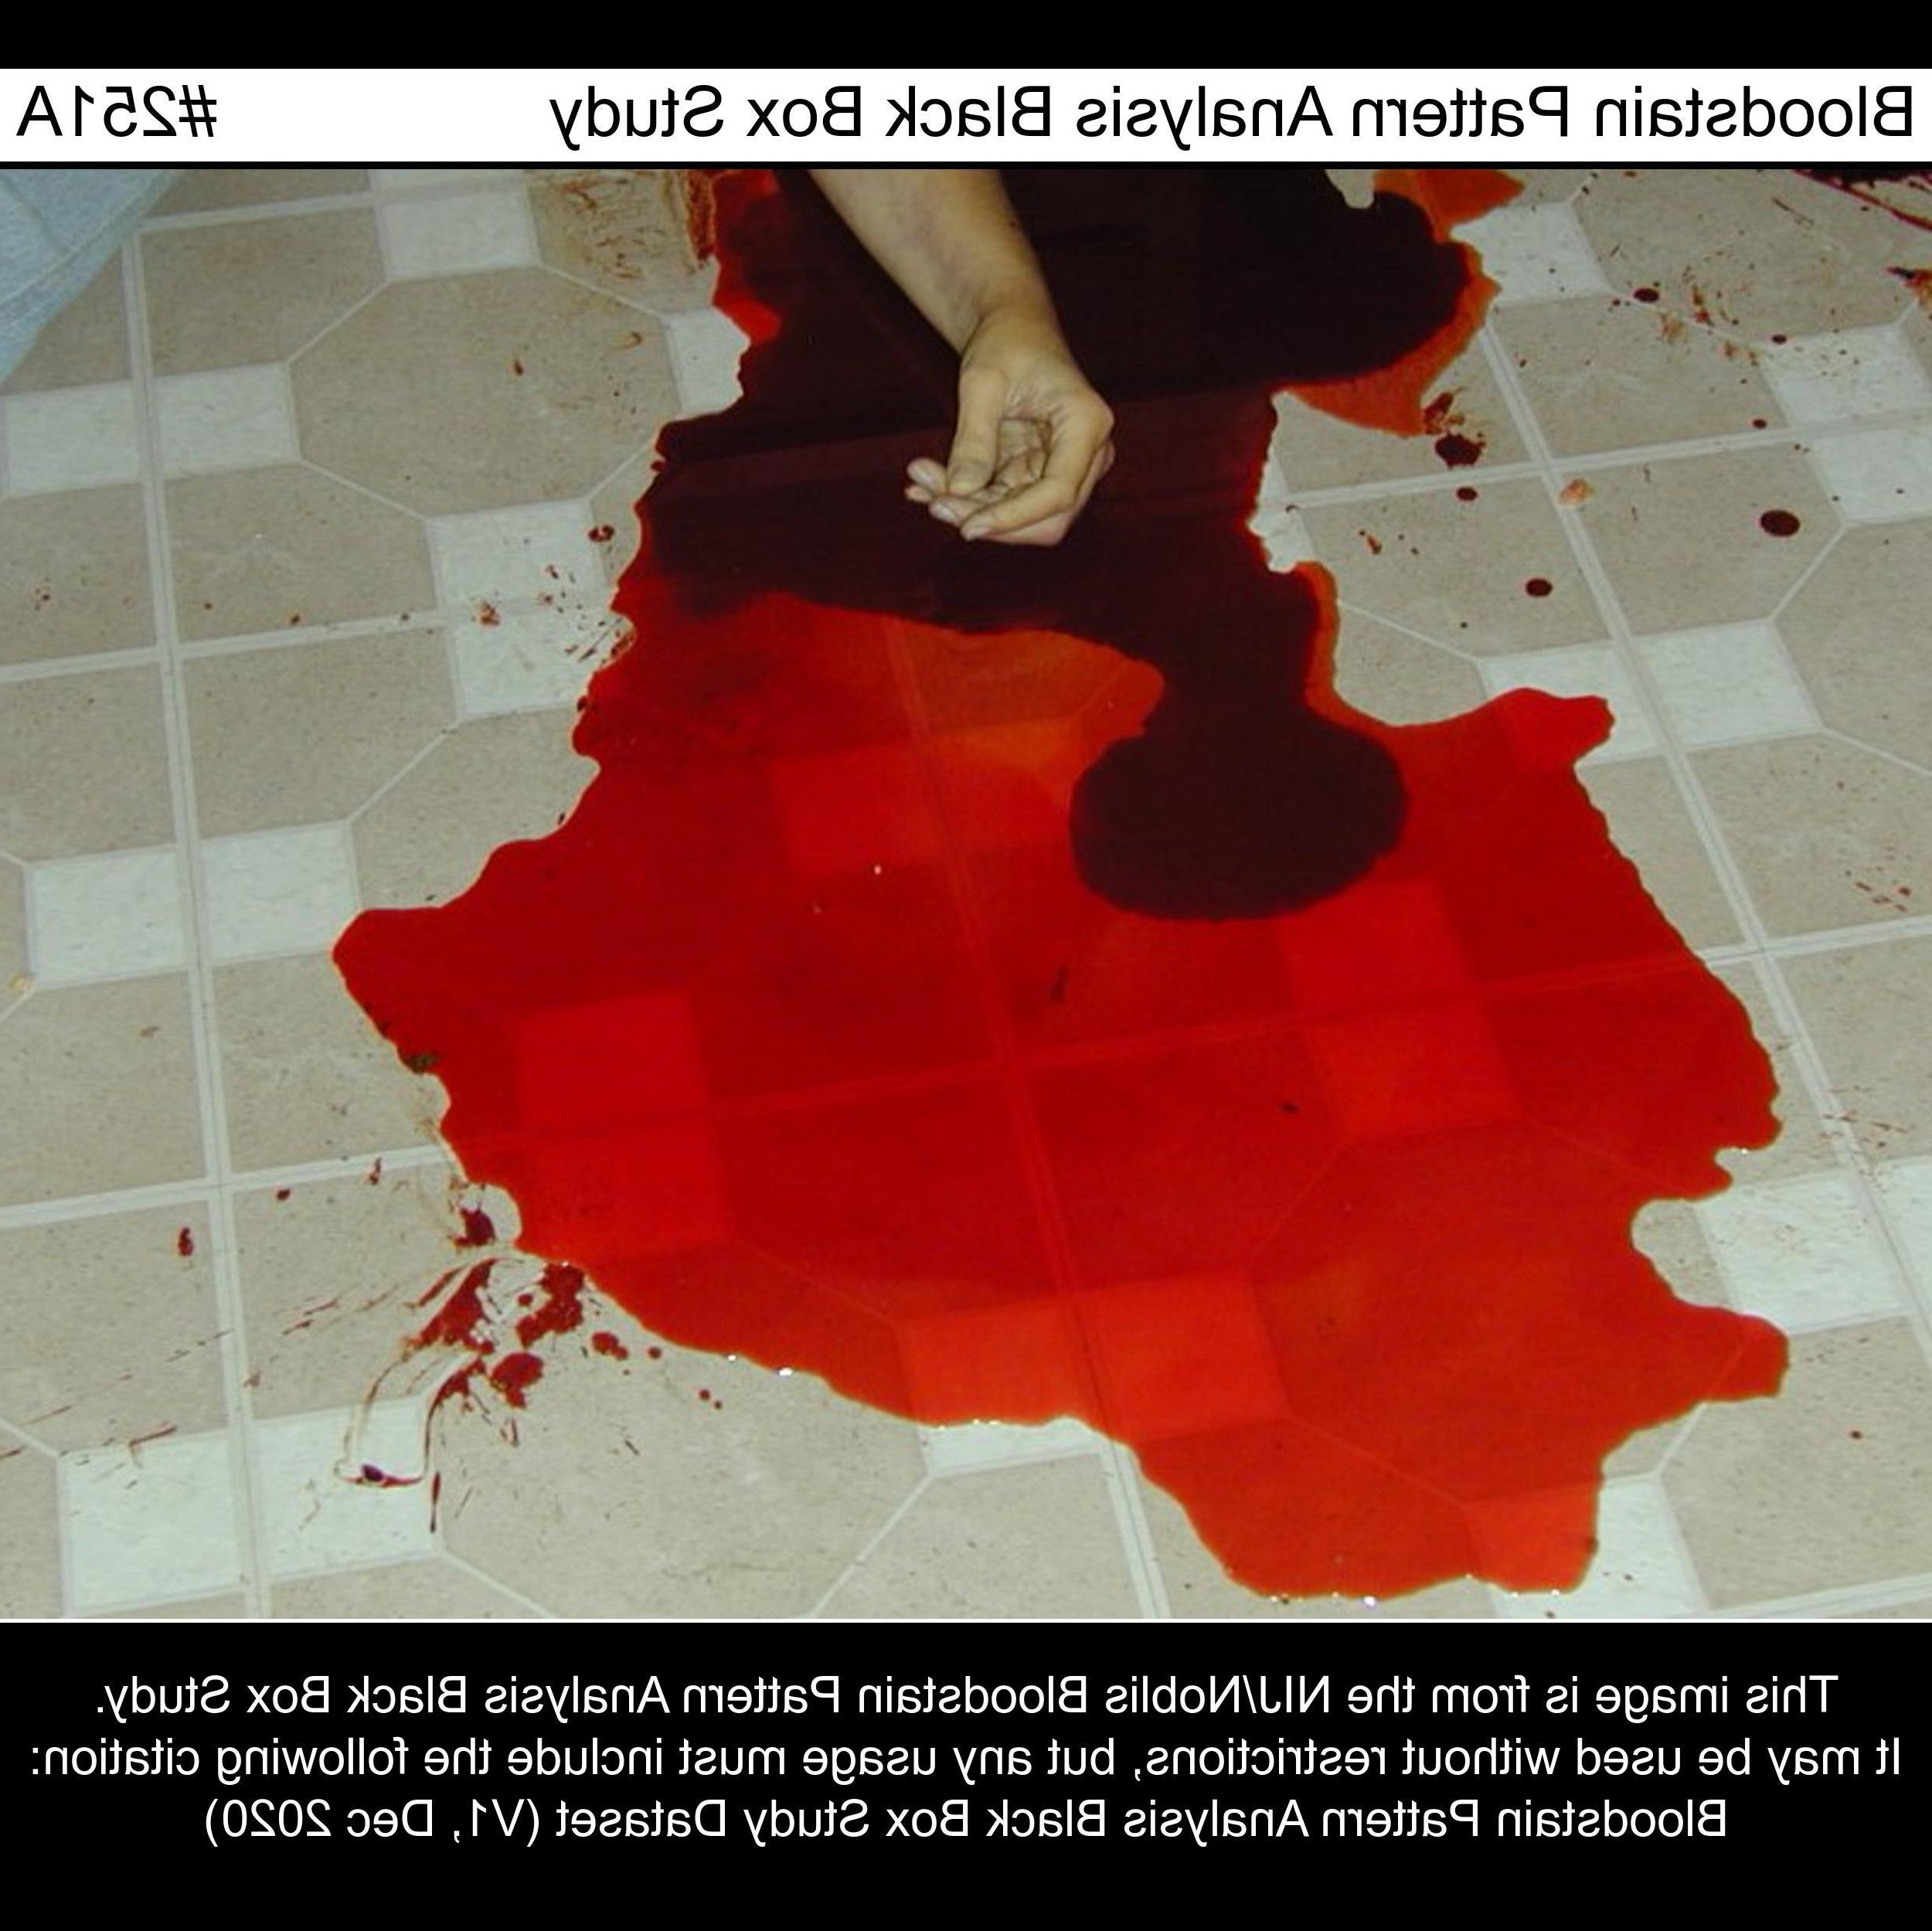 Bloodstain Pattern Analysis Black Box Study #251A
This image is from the NIJ/Noblis Bloodstain Pattern Analysis Black Box Study.
It may be used without restrictions, but any usage must include the following citation:
Bloodstain Pattern Analysis Black Box Study Dataset (V1, Dec 2020)